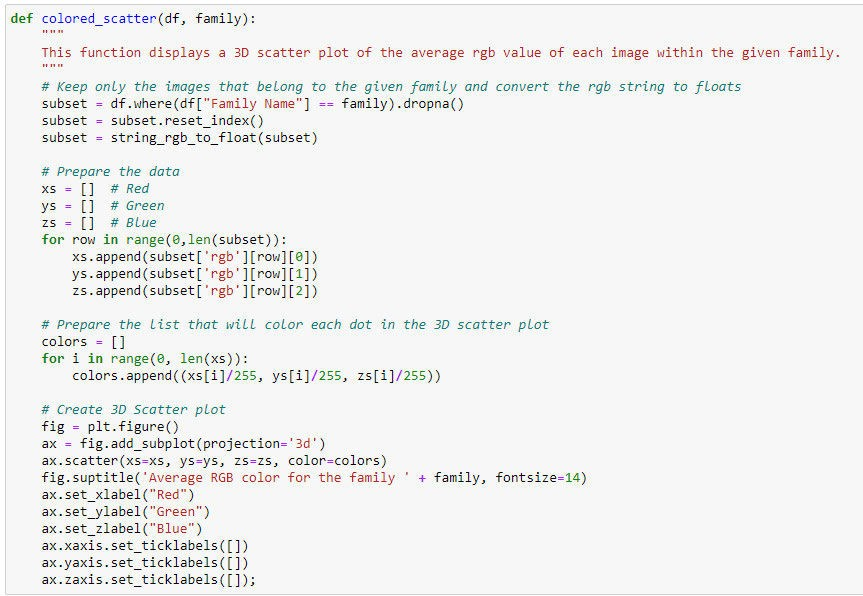 def colored_scatter(df, family):
    """
    This function displays a 3D scatter plot of the average rgb value of each image within the given family.
    """
    # Keep only the images that belong to the given family and convert the rgb string to floats
    subset = df.where(df["Family Name"] == family).dropna()
    subset = subset.reset_index()
    subset = string_rgb_to_float(subset)

    # Prepare the data
    xs = []  # Red
    ys = []  # Green
    zs = []  # Blue
    for row in range(0,len(subset)):
        xs.append(subset['rgb'][row][0])
        ys.append(subset['rgb'][row][1])
        zs.append(subset['rgb'][row][2])

    # Prepare the list that will color each dot in the 3D scatter plot
    colors = []
    for i in range(0, len(xs)):
        colors.append((xs[i]/255, ys[i]/255, zs[i]/255))

    # Create 3D Scatter plot
    fig = plt.figure()
    ax = fig.add_subplot(projection='3d')
    ax.scatter(xs=xs, ys=ys, zs=zs, color=colors)
    fig.suptitle('Average RGB color for the family ' + family, fontsize=14)
    ax.set_xlabel("Red")
    ax.set_ylabel("Green")
    ax.set_zlabel("Blue")
    ax.xaxis.set_ticklabels([])
    ax.yaxis.set_ticklabels([])
    ax.zaxis.set_ticklabels([]);